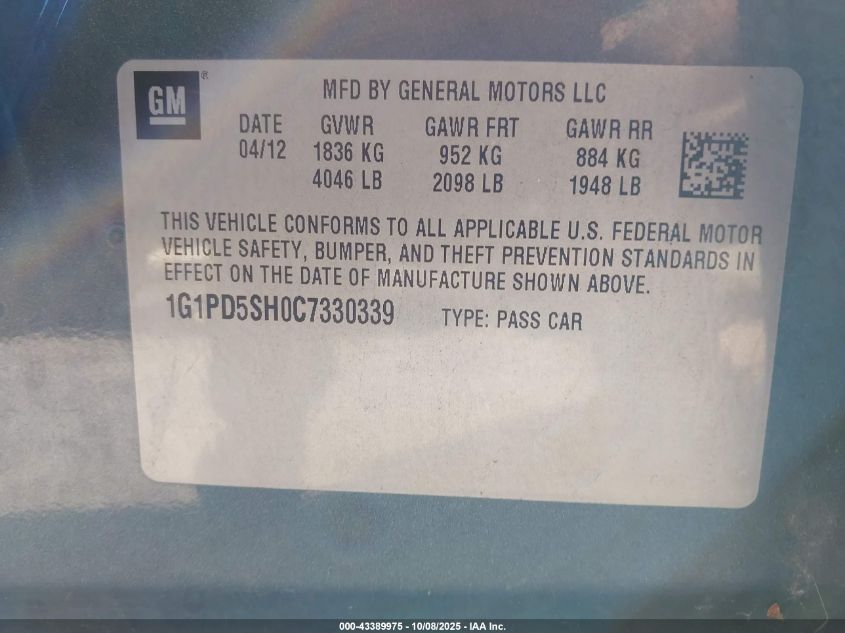 GM®
MFD BY GENERAL MOTORS LLC
DATE GVWR GAWR FRT GAWR RR
04/12 1836 KG 952 KG 884 KG
4046 LB 2098 LB 1948 LB
THIS VEHICLE CONFORMS TO ALL APPLICABLE U.S. FEDERAL MOTOR
VEHICLE SAFETY, BUMPER, AND THEFT PREVENTION STANDARDS IN
EFFECT ON THE DATE OF MANUFACTURE SHOWN ABOVE.
1G1PD5SH0C7330339 TYPE: PASS CAR
000-43389975 - 10/08/2025 - IAA Inc.